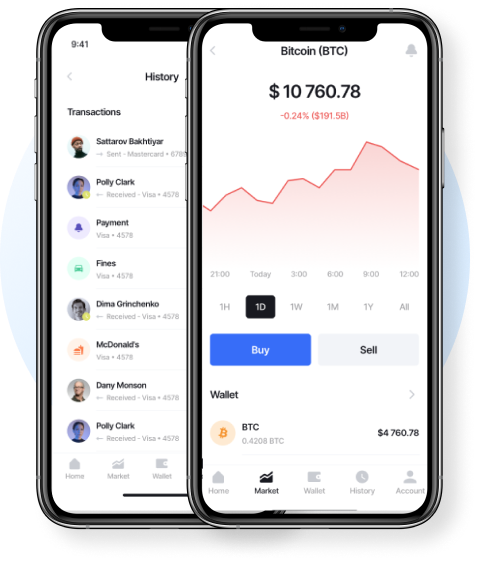 9:41
History
Transactions
Sattarov Bakhtiyar
→ Sent · Mastercard • 678
Polly Clark
← Received · Visa • 4578
Payment
Visa • 4578
Fines
Visa • 4578
Dima Grinchenko
← Received · Visa • 4578
McDonald's
Visa • 4578
Dany Monson
← Received · Visa • 4578
Polly Clark
← Received · Visa • 4578
Home Market Wallet
Bitcoin (BTC)
$10 760.78
-0.24% ($191.5B)
21:00 Today 3:00 6:00 9:00 12:00
1H 1D 1W 1M 1Y All
Buy Sell
Wallet
BTC
0.4208 BTC
$4 760.78
Home Market Wallet History Account